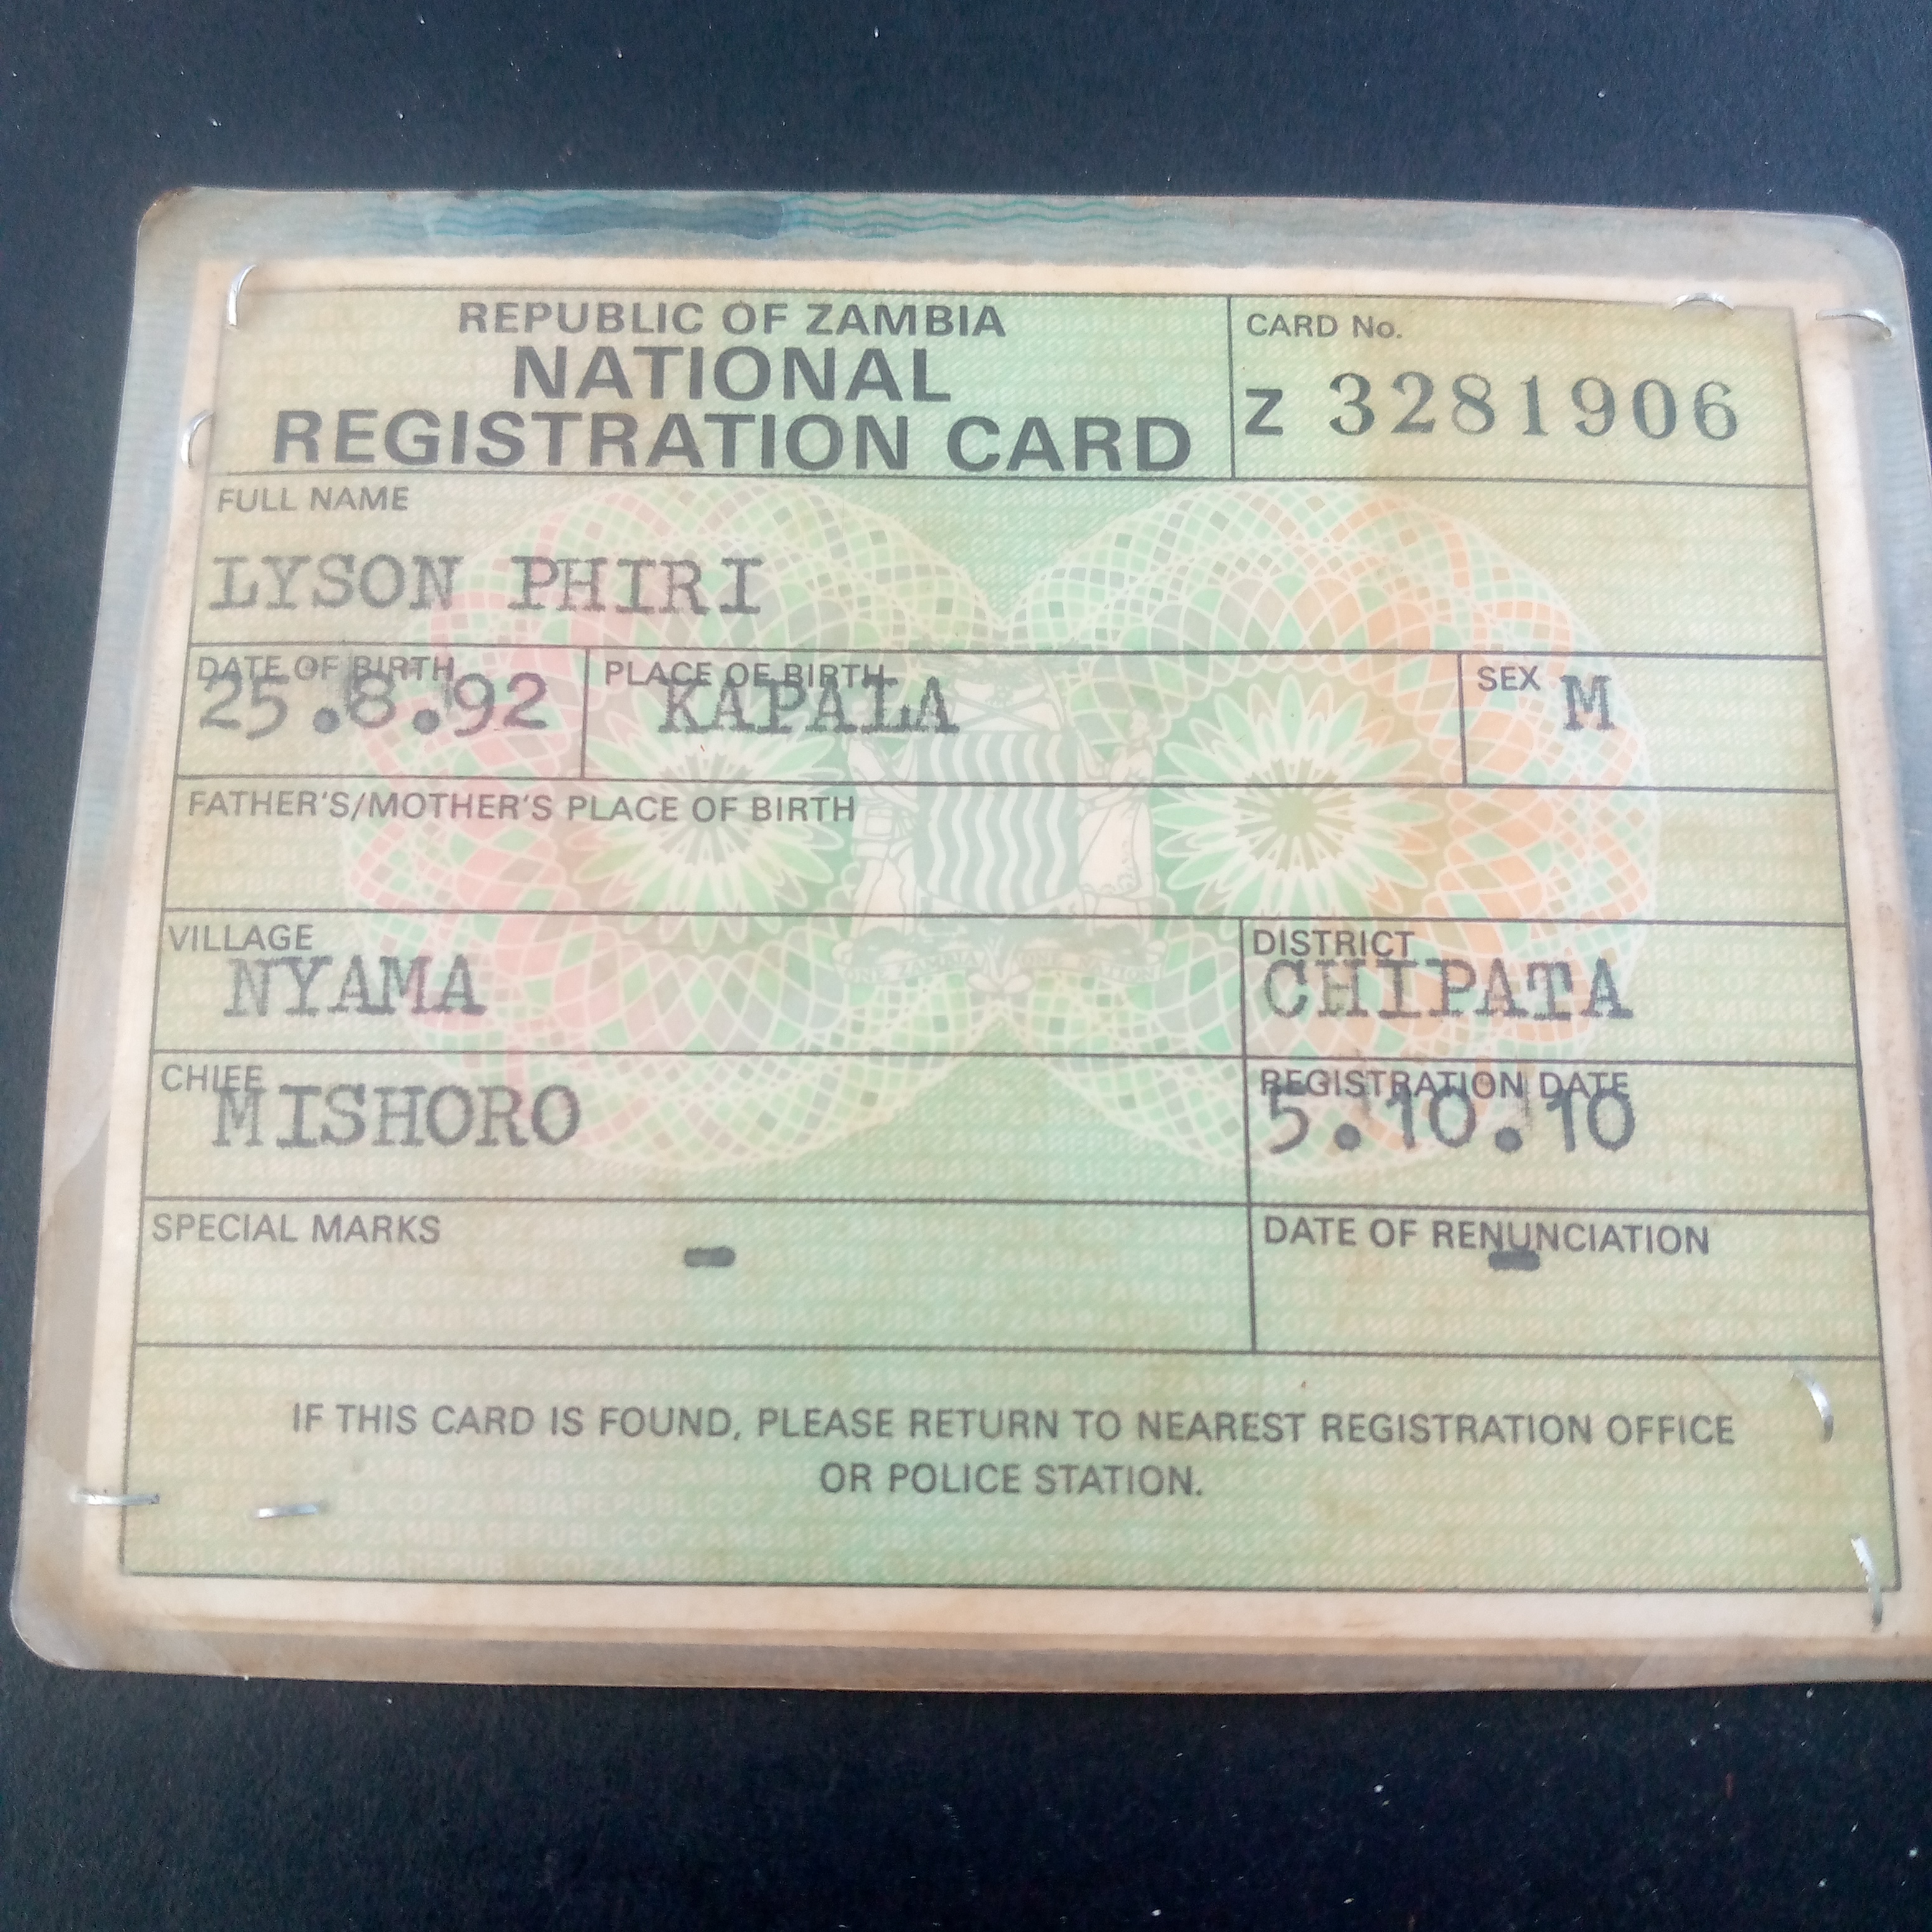 REPUBLIC OF ZAMBIA
NATIONAL
REGISTRATION CARD
CARD No.
Z 3281906
FULL NAME
LYSON PHIRI
DATE OF BIRTH
25.8.92
PLACE OF BIRTH
KAPALA
SEX M
FATHER'S/MOTHER'S PLACE OF BIRTH
VILLAGE
NYAMA
DISTRICT
CHIPATA
CHIEF
MISHORO
REGISTRATION DATE
5.10.10
SPECIAL MARKS
-
DATE OF RENUNCIATION
-
IF THIS CARD IS FOUND, PLEASE RETURN TO NEAREST REGISTRATION OFFICE
OR POLICE STATION.